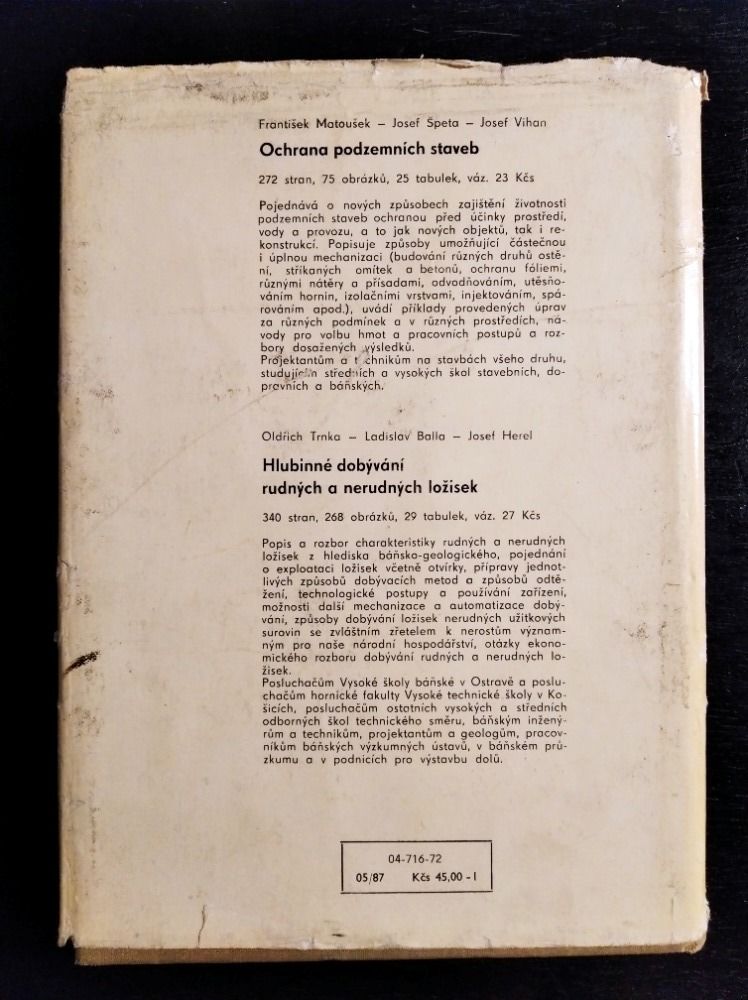 František Matoušek – Josef Špeta – Josef Vihan
Ochrana podzemních staveb
272 stran, 75 obrázků, 25 tabulek, váz. 23 Kčs
Pojednává o nových způsobech zajištění životnosti
podzemních staveb ochranou před účinky prostředí,
vody a provozu, a to jak nových objektů, tak i re-
konstrukcí. Popisuje způsoby umožňující částečnou
i úplnou mechanizaci (budování různých druhů ostě-
ní, stříkaných omítek a betonů, ochranu fóliemi,
různými nátěry a přísadami, odvodňováním, utěsňo-
váním hornin, izolačními vrstvami, injektováním, spá-
rováním apod.), uvádí příklady provedených úprav
za různých podmínek a v různých prostředích, ná-
vody pro volbu hmot a pracovních postupů a roz-
bory dosažených výsledků.
Projektantům a technikům na stavbách všeho druhu,
studujícím středních a vysokých škol stavebních, do-
pravních a báňských.
Oldřich Trnka – Ladislav Balla – Josef Herel
Hlubinné dobývání
rudných a nerudných ložisek
340 stran, 268 obrázků, 29 tabulek, váz. 27 Kčs
Popis a rozbor charakteristiky rudných a nerudných
ložisek z hlediska báňsko-geologického, pojednání
o exploataci ložisek včetně otvírky, přípravy jednot-
livých způsobů dobývacích metod a způsobů odtě-
žení, technologické postupy a používání zařízení,
možnosti další mechanizace a automatizace dobý-
vání, způsoby dobývání ložisek nerudných užitkových
surovin se zvláštním zřetelem k nerostům význam-
ným pro naše národní hospodářství, otázky ekono-
mického rozboru dobývání rudných a nerudných lo-
žisek.
Posluchačům Vysoké školy báňské v Ostravě a poslu-
chačům hornické fakulty Vysoké technické školy v Ko-
šicích, posluchačům ostatních vysokých a středních
odborných škol technického směru, báňským inžený-
rům a technikům, projektantům a geologům, pracov-
níkům báňských výzkumných ústavů, v báňském prů-
zkumu a v podnicích pro výstavbu dolů.
04-716-72
05/87 Kčs 45,00 - I